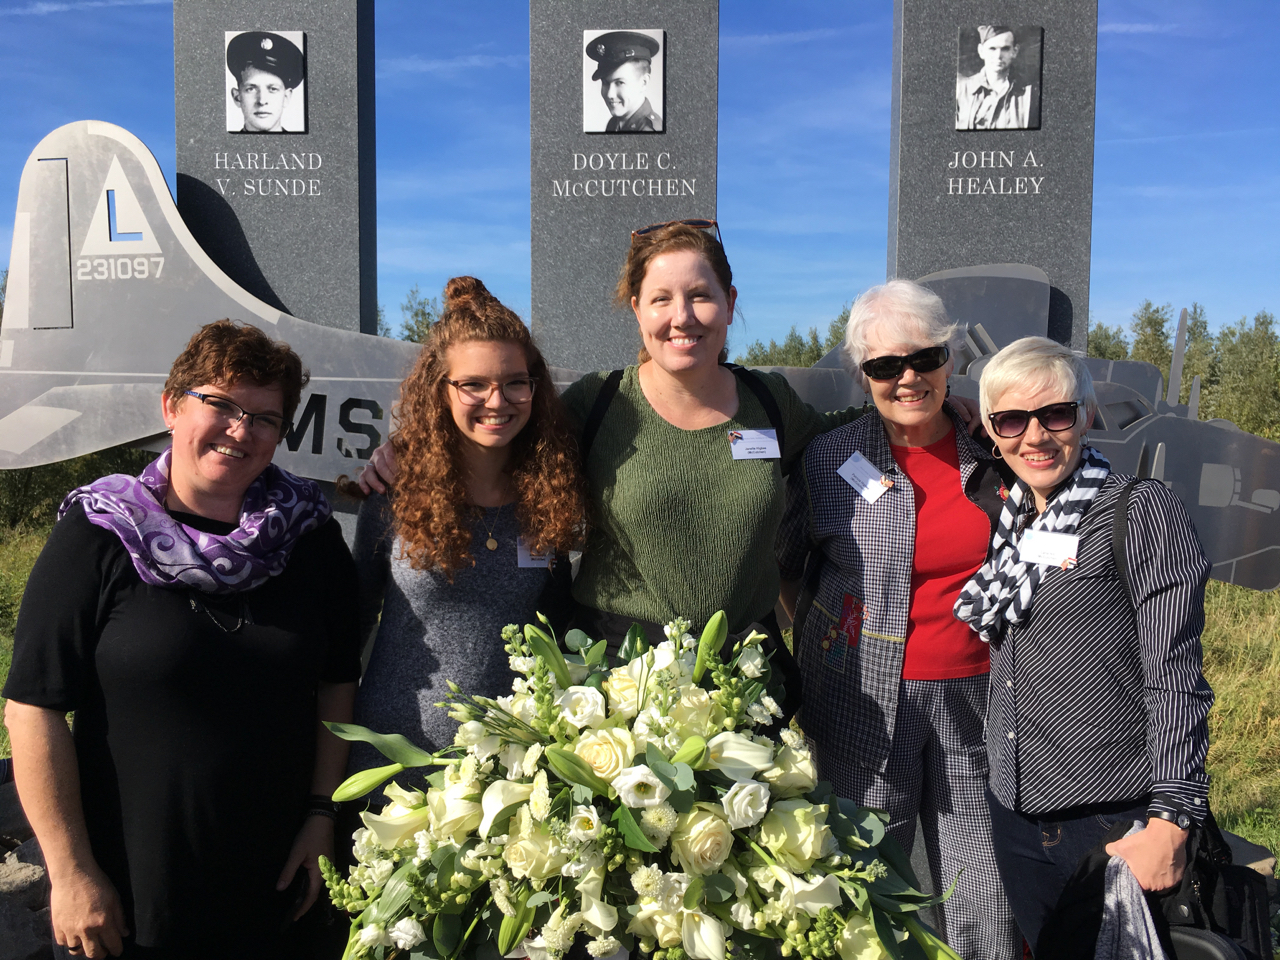 HARLAND
V. SUNDE
DOYLE C.
McCUTCHEN
JOHN A.
HEALEY
L
231097
MS